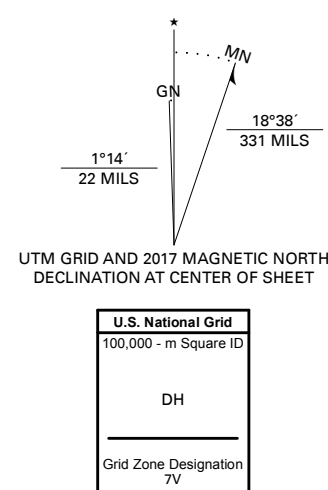 ★
MN
GN
18°38´
331 MILS
1°14´
22 MILS
UTM GRID AND 2017 MAGNETIC NORTH
DECLINATION AT CENTER OF SHEET
U.S. National Grid
100,000 - m Square ID
DH
Grid Zone Designation
7V